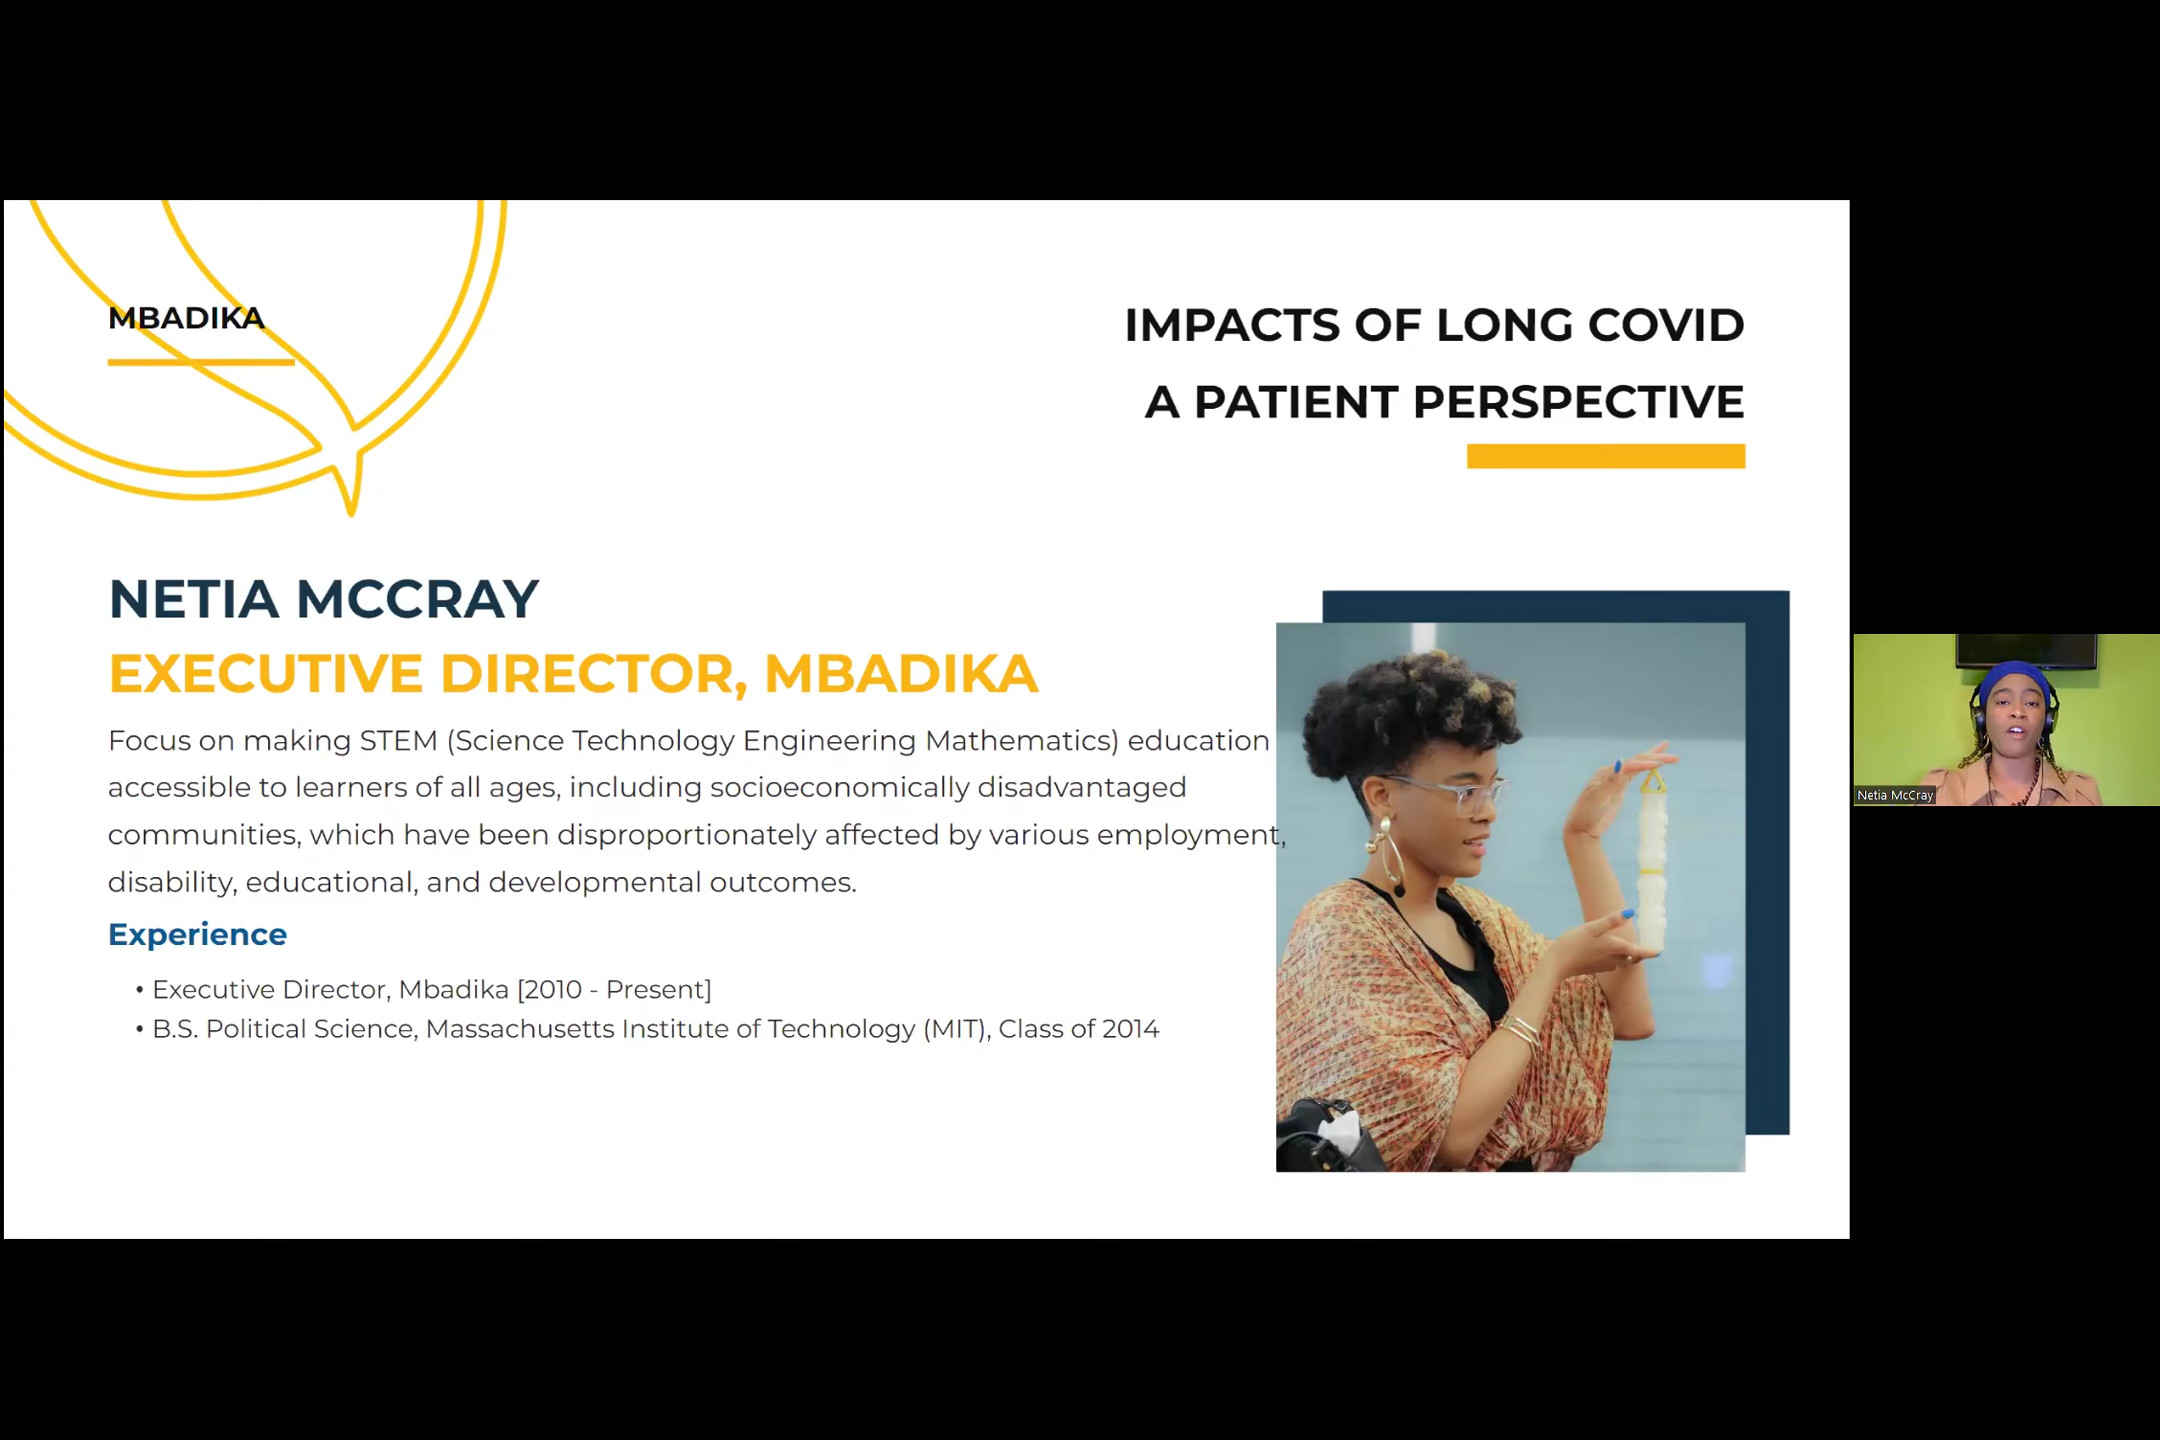 MBADIKA
IMPACTS OF LONG COVID
A PATIENT PERSPECTIVE
NETIA MCCRAY
EXECUTIVE DIRECTOR, MBADIKA
Focus on making STEM (Science Technology Engineering Mathematics) education
accessible to learners of all ages, including socioeconomically disadvantaged
communities, which have been disproportionately affected by various employment,
disability, educational, and developmental outcomes.
Experience
• Executive Director, Mbadika [2010 - Present]
• B.S. Political Science, Massachusetts Institute of Technology (MIT), Class of 2014
Netia McCray